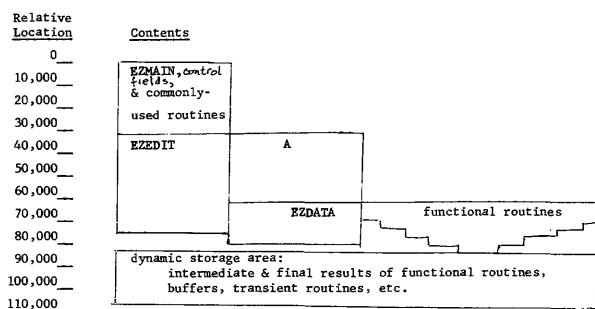 Relative
Location Contents
0
10,000 EZMAIN, control
fields,
20,000 & commonly-
30,000 used routines
40,000 EZEDIT A
50,000
60,000
70,000 EZDATA functional routines
80,000
90,000 dynamic storage area:
intermediate & final results of functional routines,
100,000 buffers, transient routines, etc.
110,000